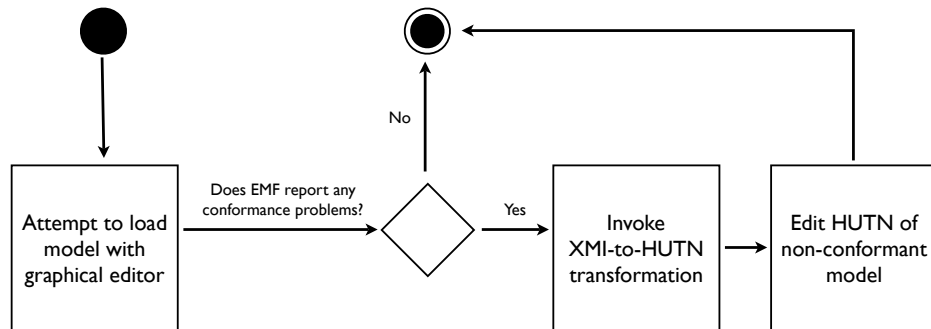 No
Does EMF report any
conformance problems?
Attempt to load
model with
graphical editor
Yes
Invoke
XMI-to-HUTN
transformation
Edit HUTN of
non-conformant
model